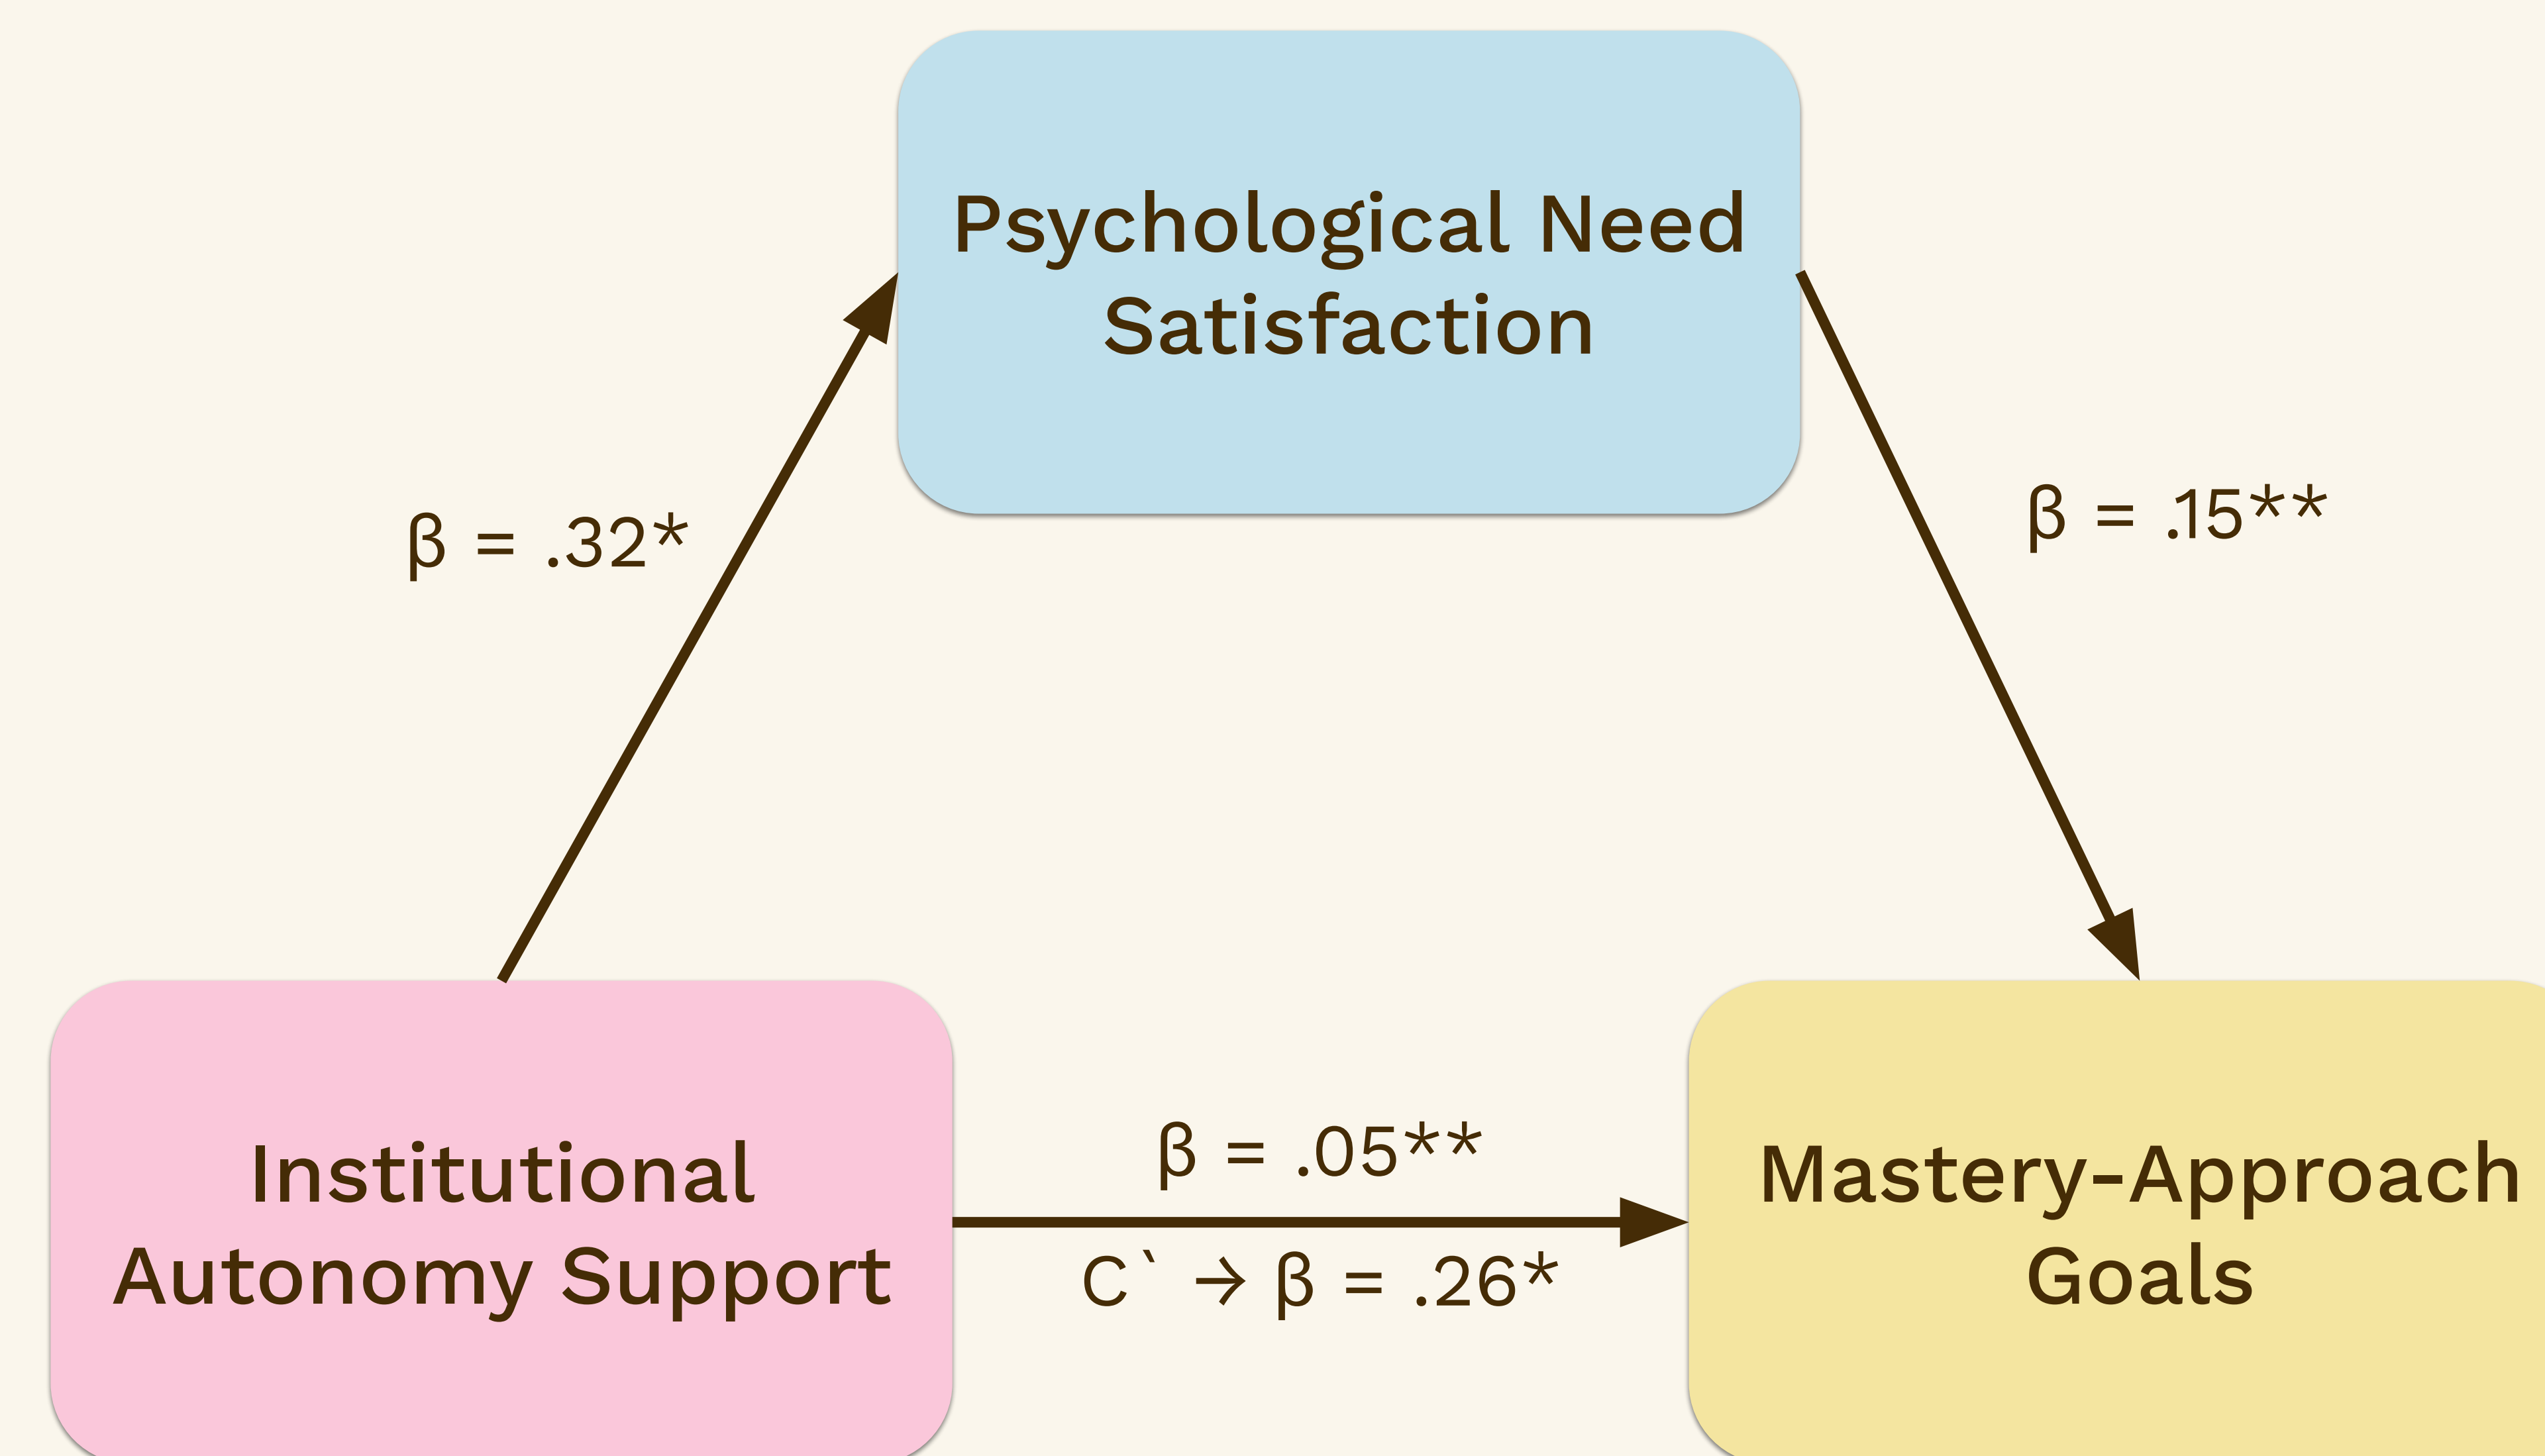 Psychological Need
Satisfaction
β = .32*
β = .15**
Institutional
Autonomy Support
β = .05**
C` → β = .26*
Mastery-Approach
Goals